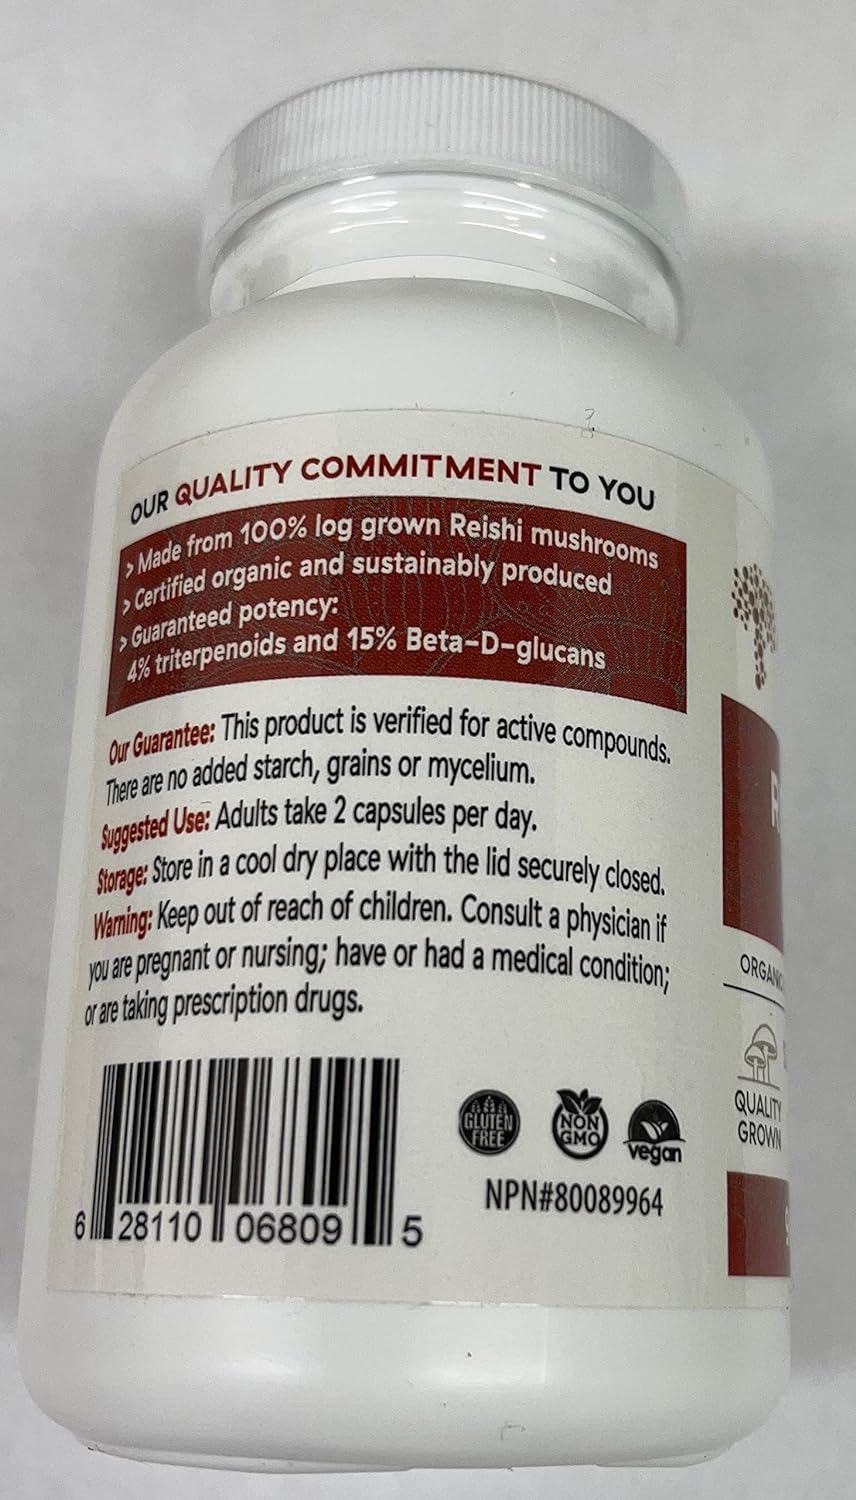 OUR QUALITY COMMITMENT TO YOU
> Made from 100% log grown Reishi mushrooms
> Certified organic and sustainably produced
> Guaranteed potency:
4% triterpenoids and 15% Beta-D-glucans
Our Guarantee: This product is verified for active compounds.
There are no added starch, grains or mycelium.
Suggested Use: Adults take 2 capsules per day.
Storage: Store in a cool dry place with the lid securely closed.
Warning: Keep out of reach of children. Consult a physician if
you are pregnant or nursing; have or had a medical condition;
or are taking prescription drugs.
6 28110 06809 5
GLUTEN
FREE
NON
GMO
vegan
NPN#80089964
R
ORGANIC
QUALITY
GROWN